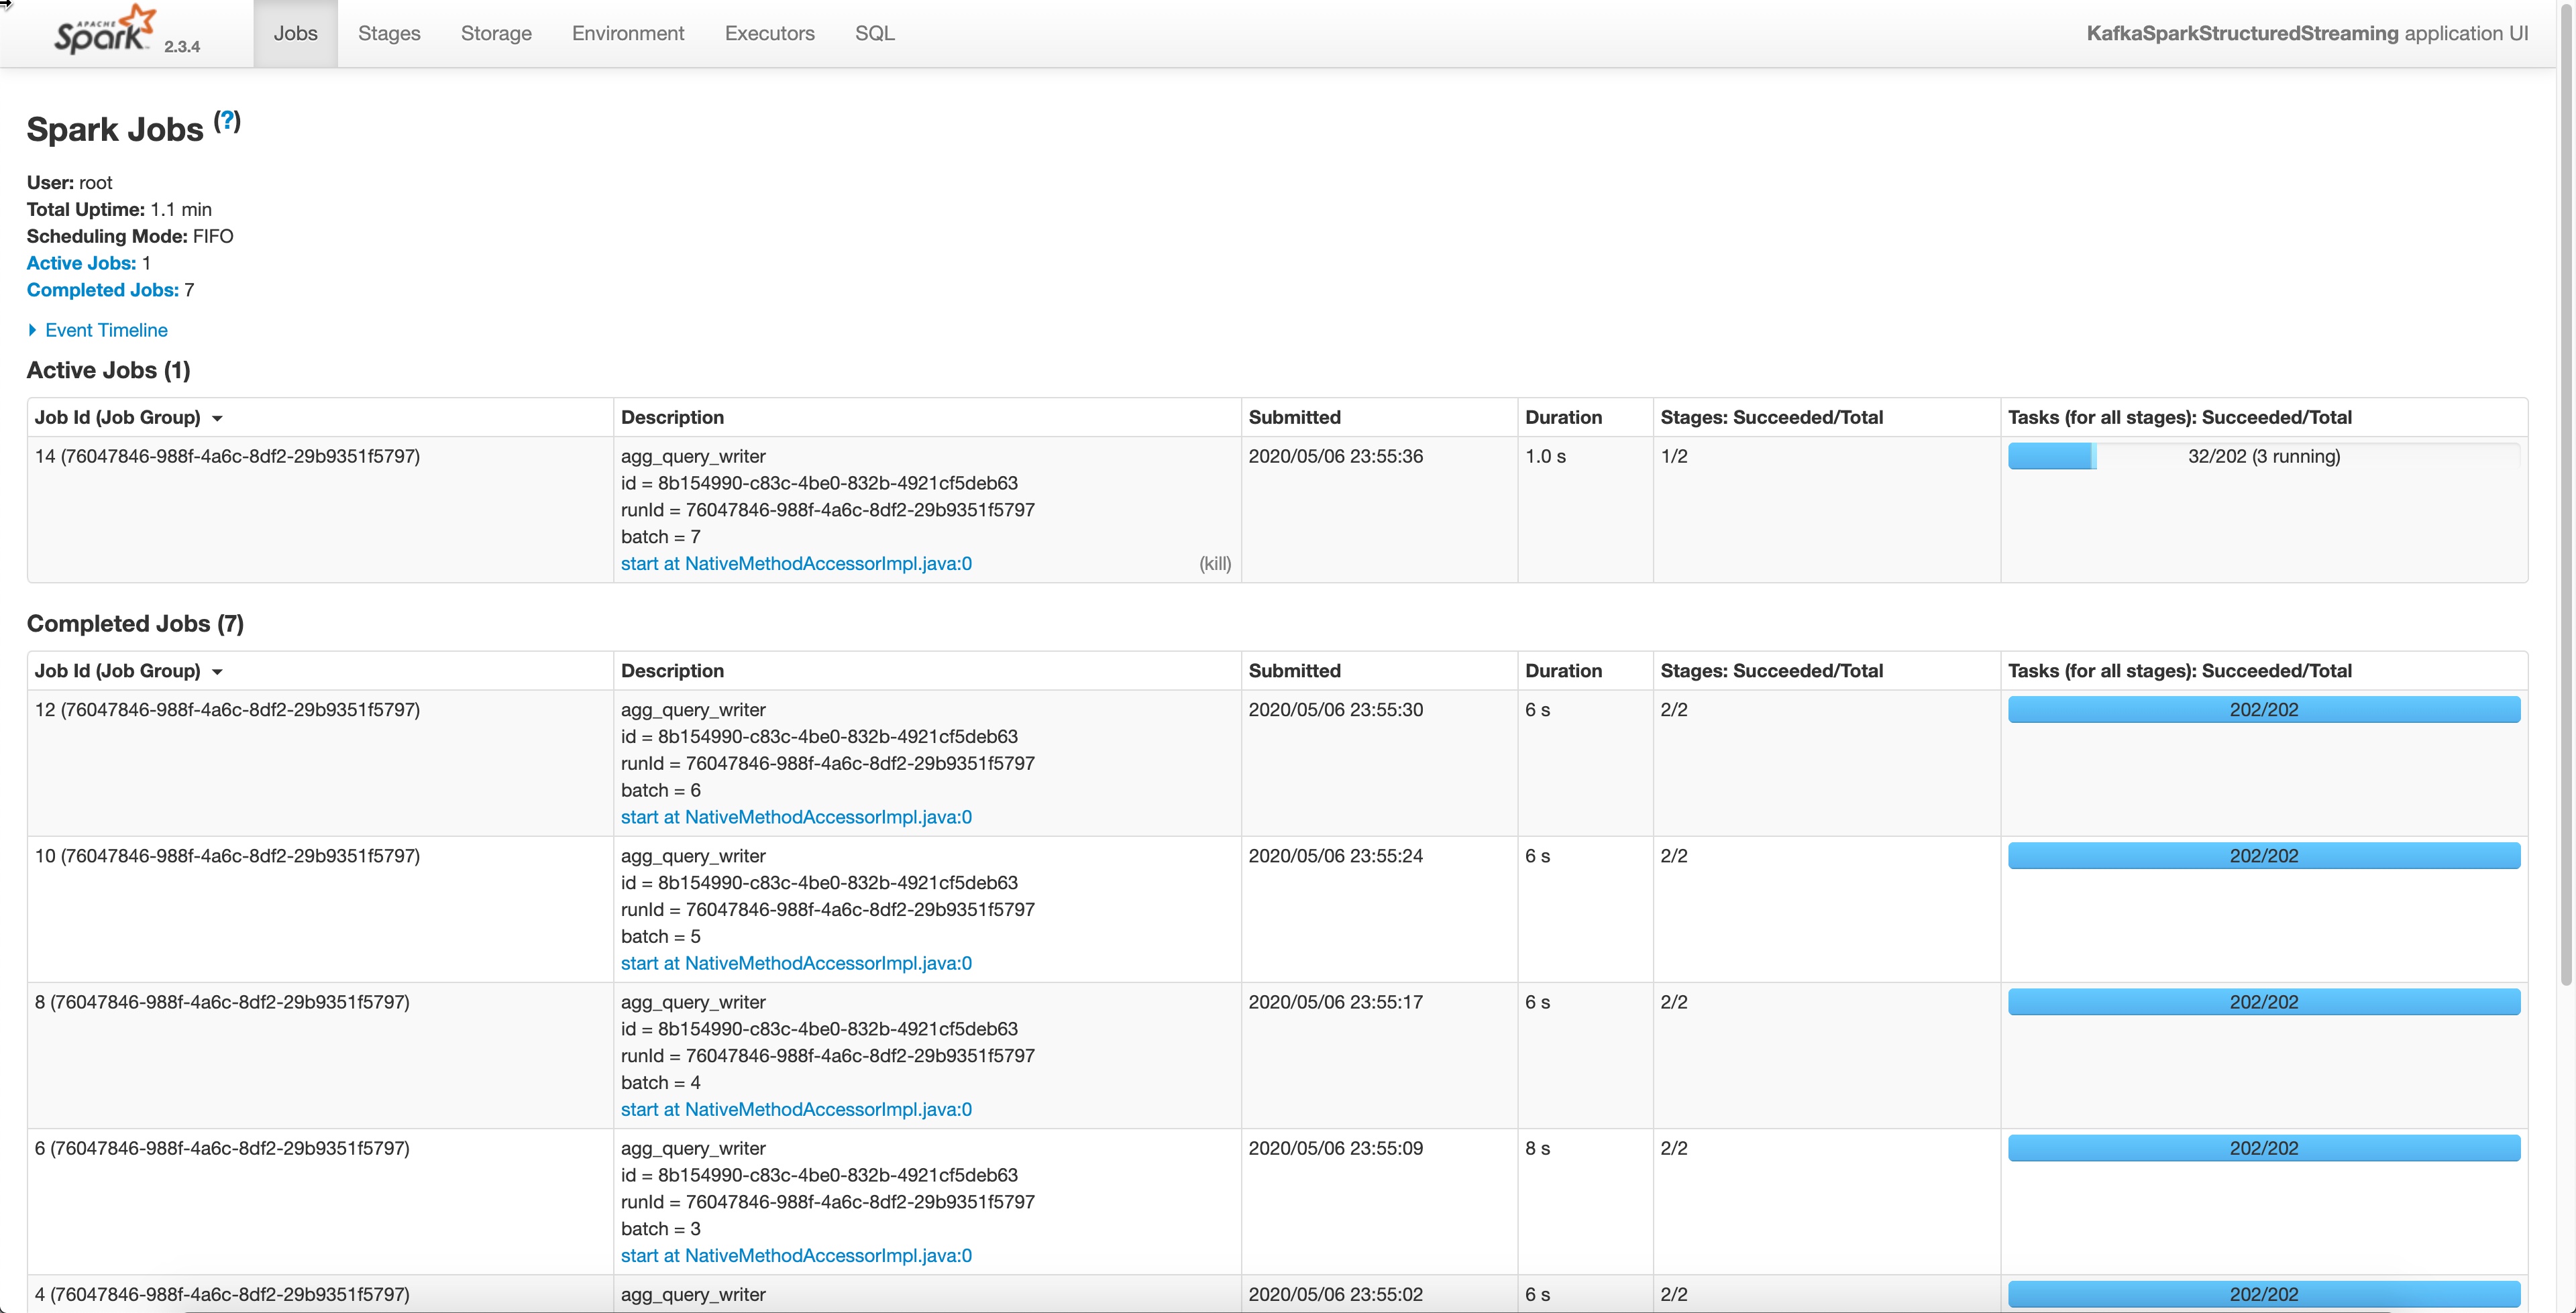 APACHE
Spark 2.3.4 Jobs Stages Storage Environment Executors SQL KafkaSparkStructuredStreaming application UI
Spark Jobs (?)
User: root
Total Uptime: 1.1 min
Scheduling Mode: FIFO
Active Jobs: 1
Completed Jobs: 7
Event Timeline
Active Jobs (1)
Job Id (Job Group) Description Submitted Duration Stages: Succeeded/Total Tasks (for all stages): Succeeded/Total
14 (76047846-988f-4a6c-8df2-29b9351f5797) agg_query_writer 2020/05/06 23:55:36 1.0 s 1/2 32/202 (3 running)
id = 8b154990-c83c-4be0-832b-4921cf5deb63
runId = 76047846-988f-4a6c-8df2-29b9351f5797
batch = 7
start at NativeMethodAccessorImpl.java:0 (kill)
Completed Jobs (7)
Job Id (Job Group) Description Submitted Duration Stages: Succeeded/Total Tasks (for all stages): Succeeded/Total
12 (76047846-988f-4a6c-8df2-29b9351f5797) agg_query_writer 2020/05/06 23:55:30 6 s 2/2 202/202
id = 8b154990-c83c-4be0-832b-4921cf5deb63
runId = 76047846-988f-4a6c-8df2-29b9351f5797
batch = 6
start at NativeMethodAccessorImpl.java:0
10 (76047846-988f-4a6c-8df2-29b9351f5797) agg_query_writer 2020/05/06 23:55:24 6 s 2/2 202/202
id = 8b154990-c83c-4be0-832b-4921cf5deb63
runId = 76047846-988f-4a6c-8df2-29b9351f5797
batch = 5
start at NativeMethodAccessorImpl.java:0
8 (76047846-988f-4a6c-8df2-29b9351f5797) agg_query_writer 2020/05/06 23:55:17 6 s 2/2 202/202
id = 8b154990-c83c-4be0-832b-4921cf5deb63
runId = 76047846-988f-4a6c-8df2-29b9351f5797
batch = 4
start at NativeMethodAccessorImpl.java:0
6 (76047846-988f-4a6c-8df2-29b9351f5797) agg_query_writer 2020/05/06 23:55:09 8 s 2/2 202/202
id = 8b154990-c83c-4be0-832b-4921cf5deb63
runId = 76047846-988f-4a6c-8df2-29b9351f5797
batch = 3
start at NativeMethodAccessorImpl.java:0
4 (76047846-988f-4a6c-8df2-29b9351f5797) agg_query_writer 2020/05/06 23:55:02 6 s 2/2 202/202